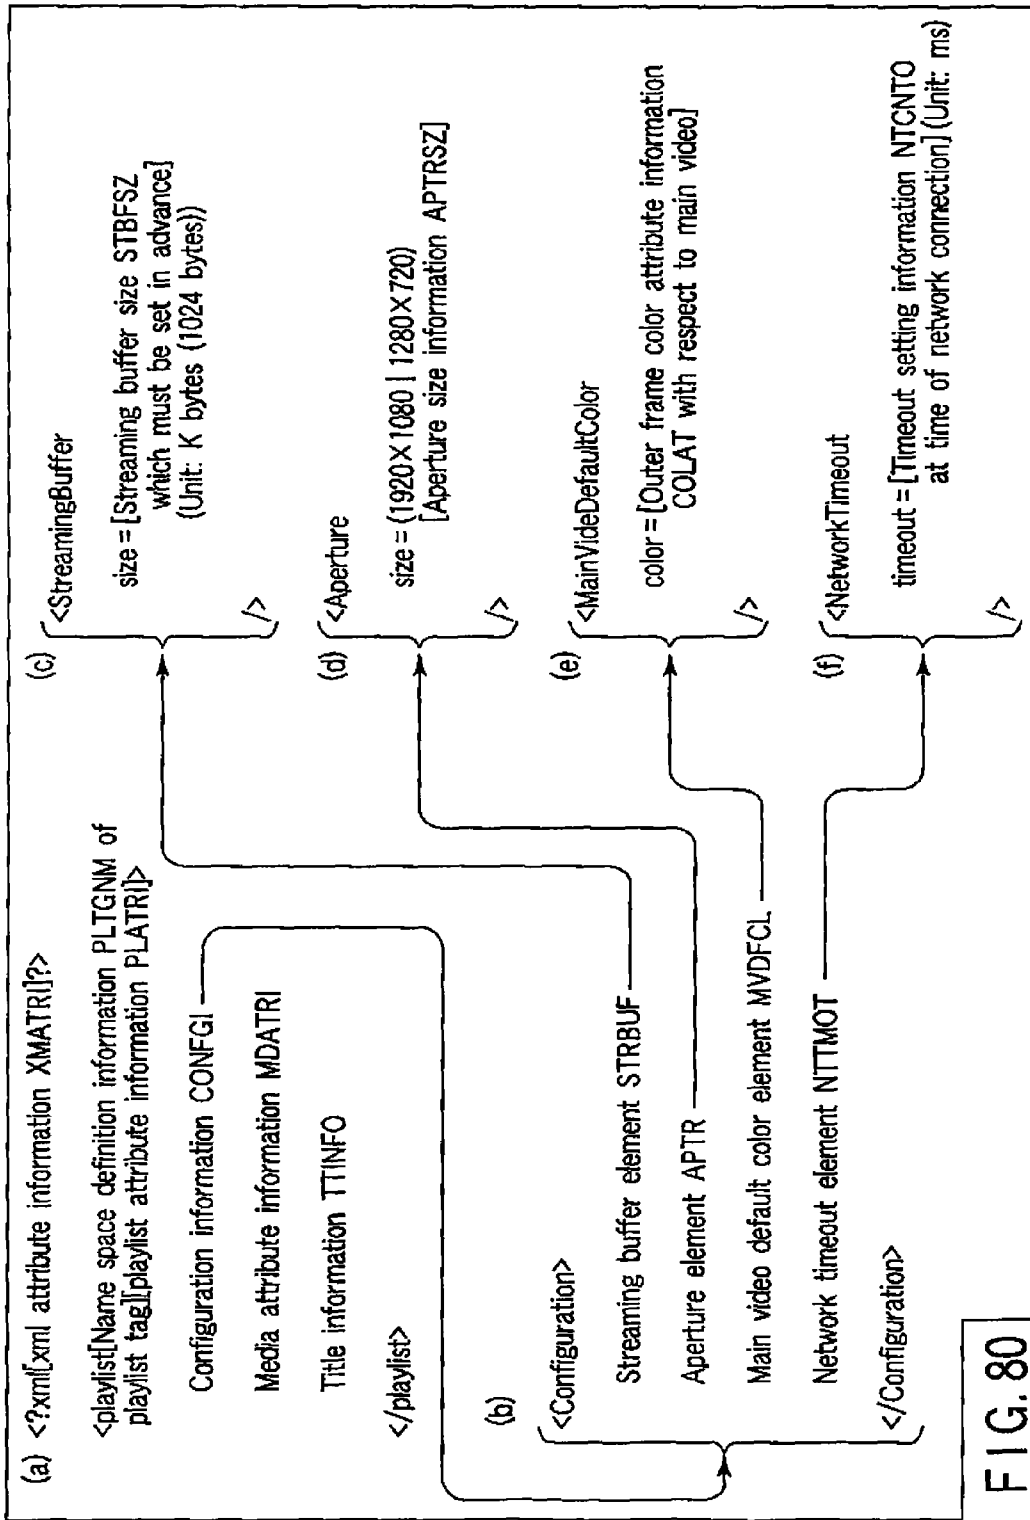 (a) <?xml[xml attribute information XMATRI]?>
<playlist[Name space definition information PLTGNM of
playlist tag][playlist attribute information PLATRI]>
Configuration information CONFGI
Media attribute information MDATRI
Title information TTINFO
</playlist>
(b)
<Configuration>
Streaming buffer element STRBUF
Aperture element APTR
Main video default color element MVDFCL
Network timeout element NTTMOT
</Configuration>
(c)
<StreamingBuffer
size=[Streaming buffer size STBFSZ
which must be set in advance]
(Unit: K bytes (1024 bytes))
/>
(d)
<Aperture
size=(1920×1080 | 1280×720)
[Aperture size information APTRSZ]
/>
(e)
<MainVideDefaultColor
color=[Outer frame color attribute information
COLAT with respect to main video]
/>
(f)
<NetworkTimeout
timeout=[Timeout setting information NTCNTO
at time of network connection] (Unit: ms)
/>
FIG. 80